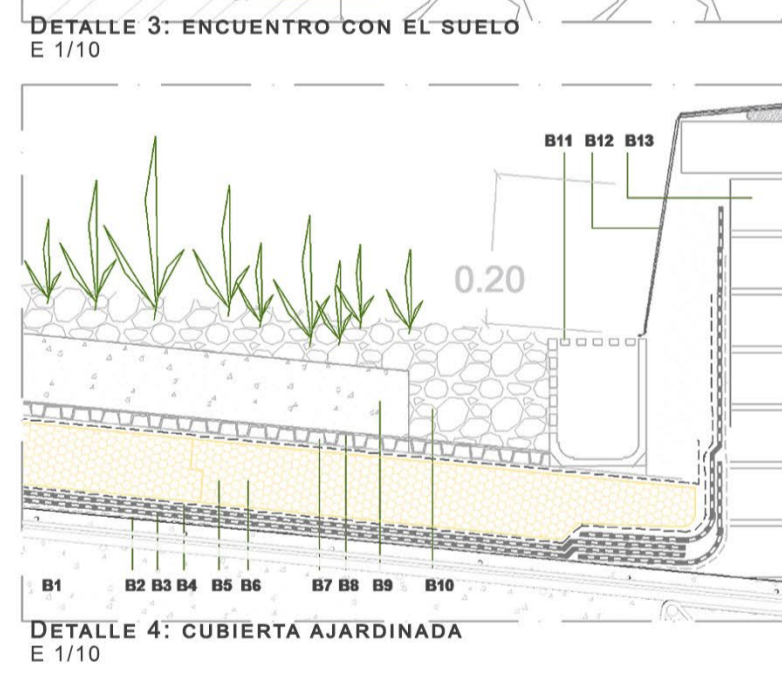 DETALLE 3: ENCUENTRO CON EL SUELO
E 1/10
B11 B12 B13
0.20
B1 B2 B3 B4 B5 B6 B7 B8 B9 B10
DETALLE 4: CUBIERTA AJARDINADA
E 1/10